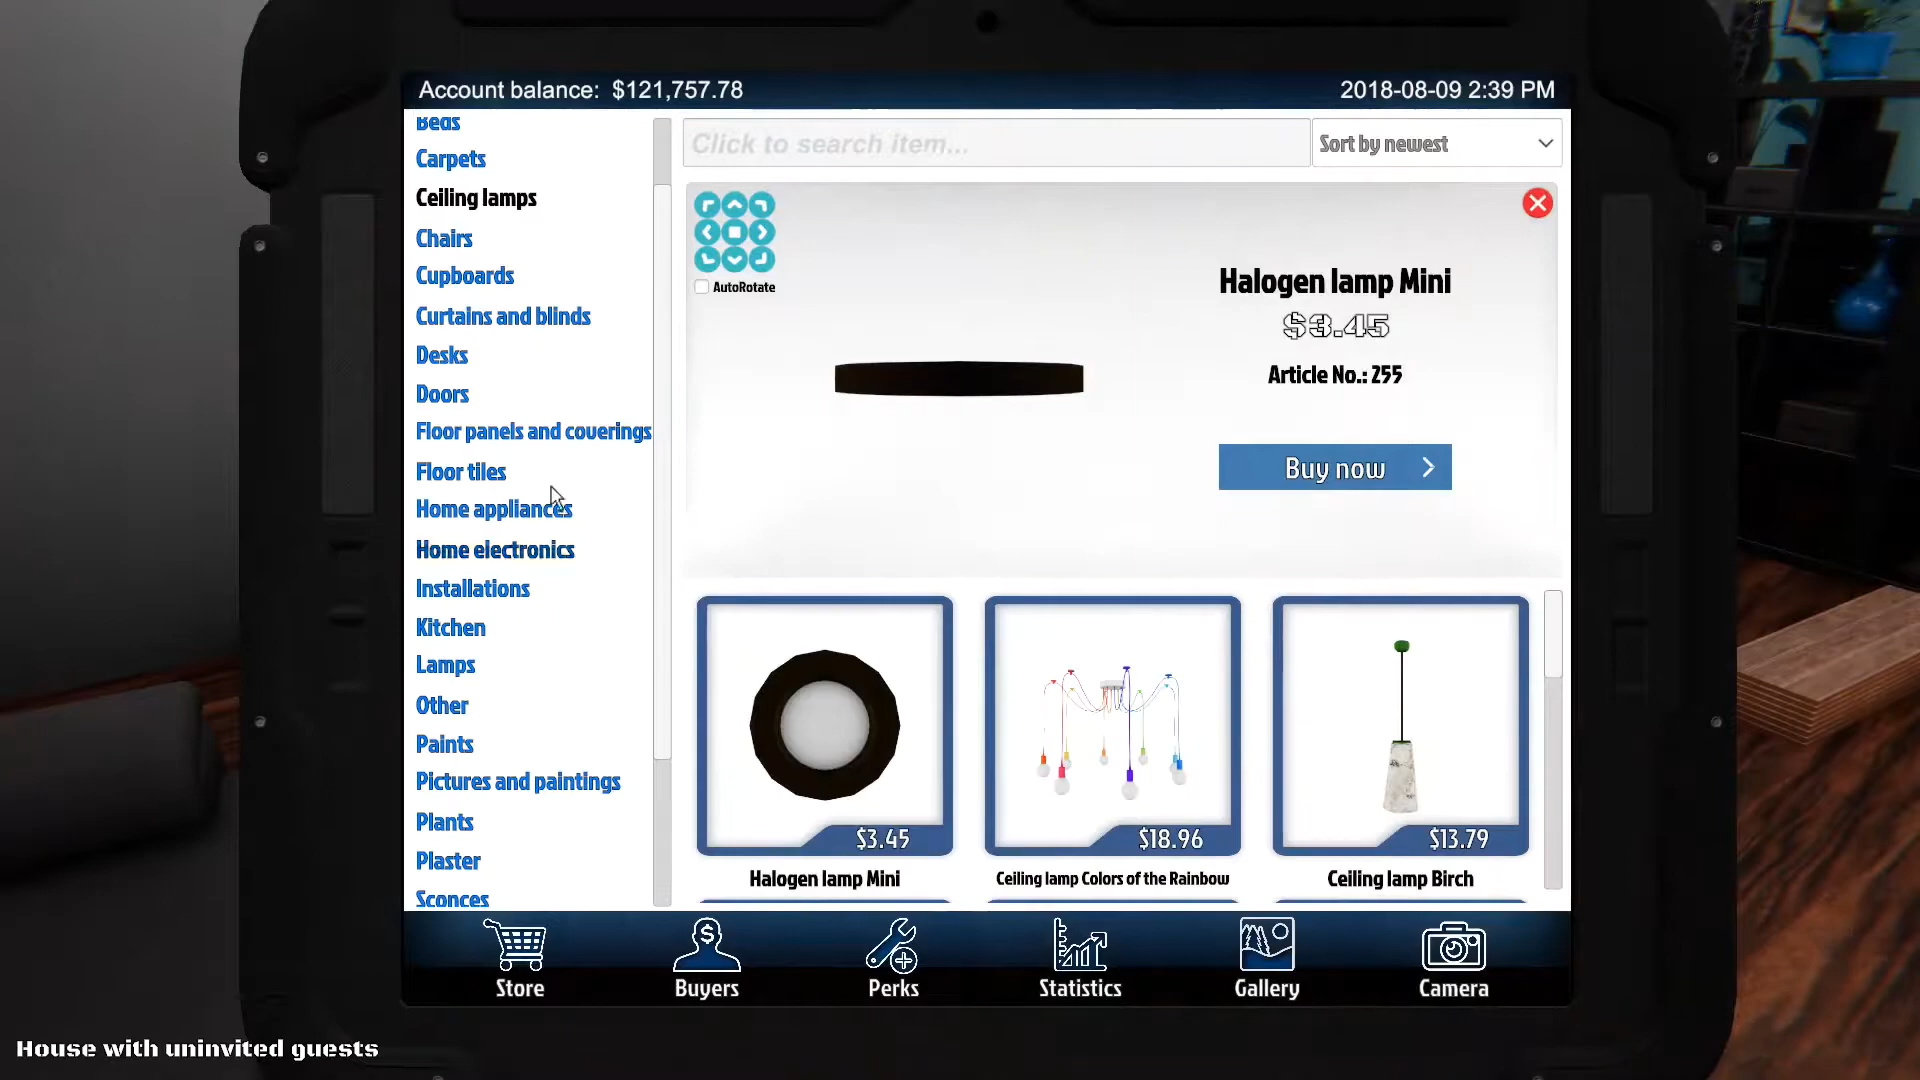 Account balance: $121,757.78
2018-08-09 2:39 PM
Beds
Carpets
Ceiling lamps
Chairs
Cupboards
Curtains and blinds
Desks
Doors
Floor panels and coverings
Floor tiles
Home appliances
Home electronics
Installations
Kitchen
Lamps
Other
Paints
Pictures and paintings
Plants
Plaster
Sconces
Click to search item...
Sort by newest
AutoRotate
Halogen lamp Mini
$3.45
Article No.: 255
Buy now
$3.45
$18.96
$13.79
Halogen lamp Mini
Ceiling lamp Colors of the Rainbow
Ceiling lamp Birch
Store
Buyers
Perks
Statistics
Gallery
Camera
House with uninvited guests